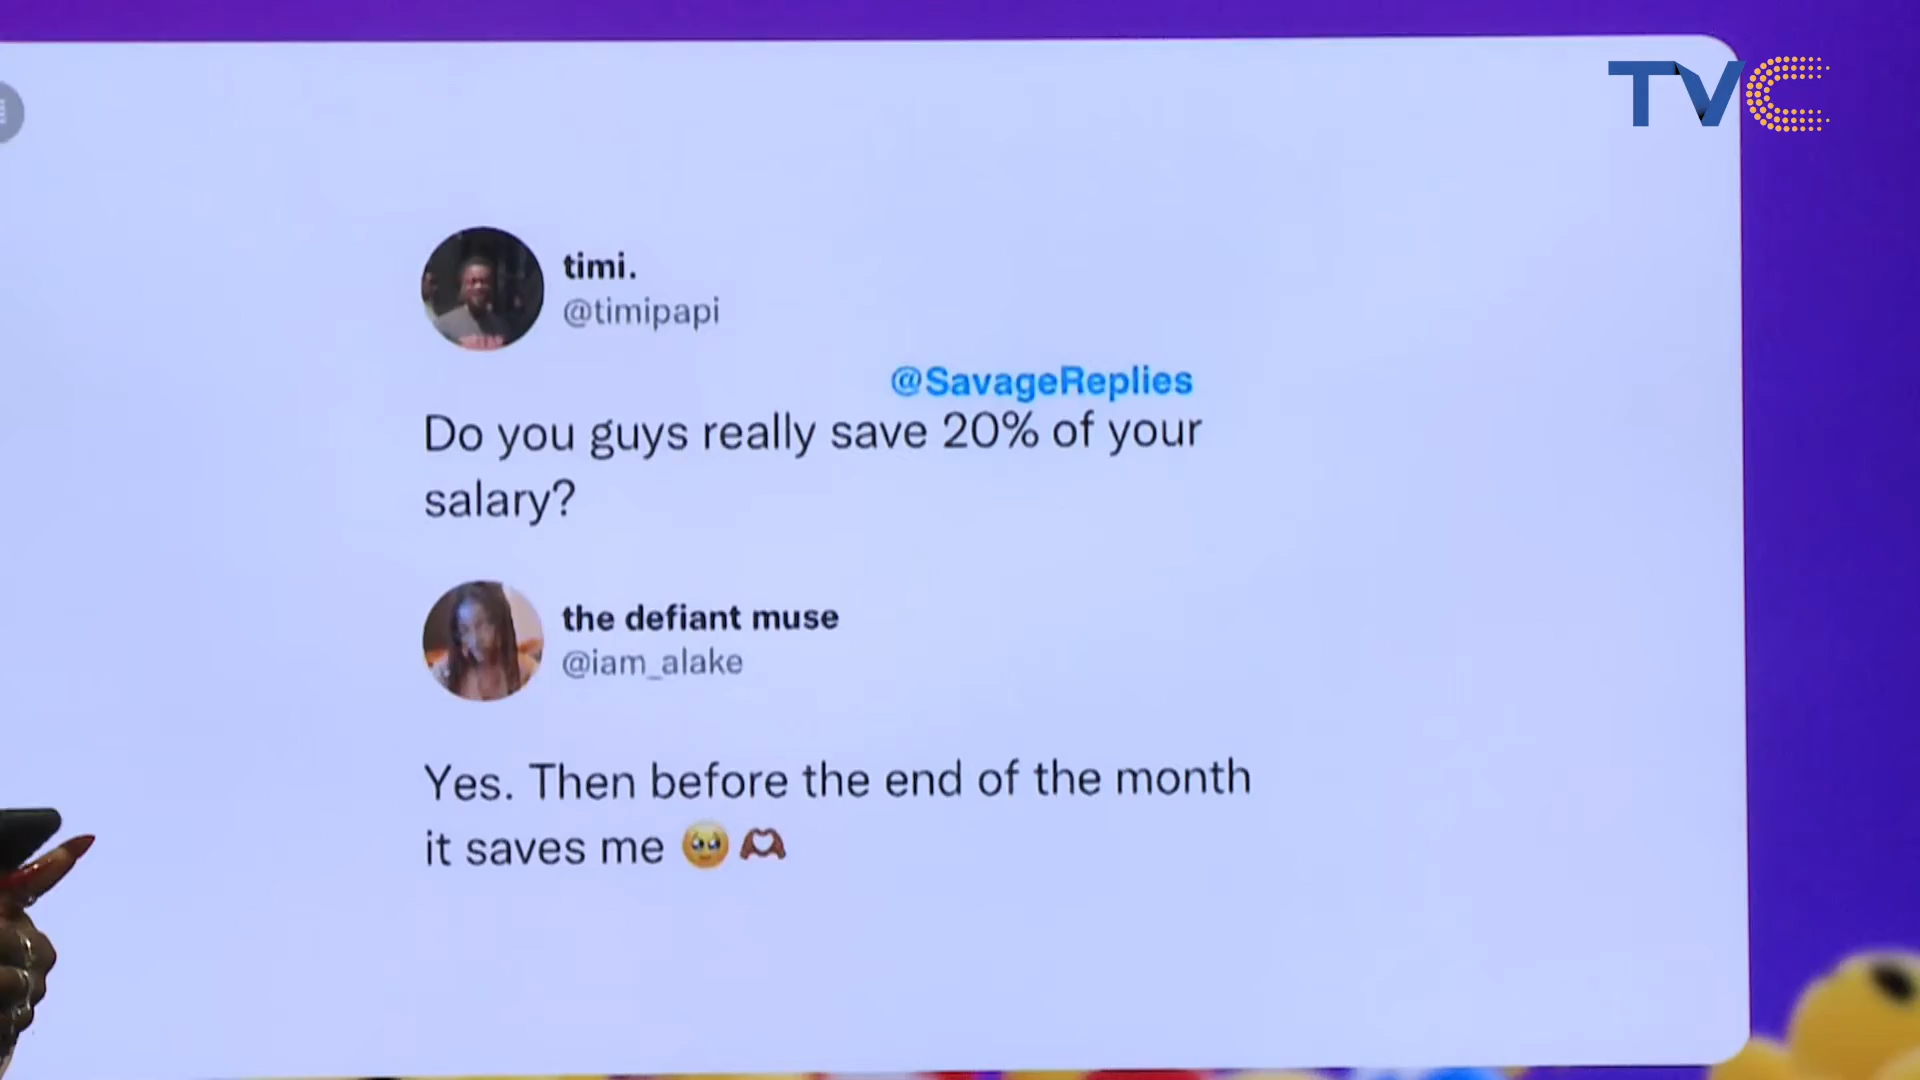 TVC
timi.
@timipapi
@SavageReplies
Do you guys really save 20% of your
salary?
the defiant muse
@iam_alake
Yes. Then before the end of the month
it saves me 🥹🫶🏾